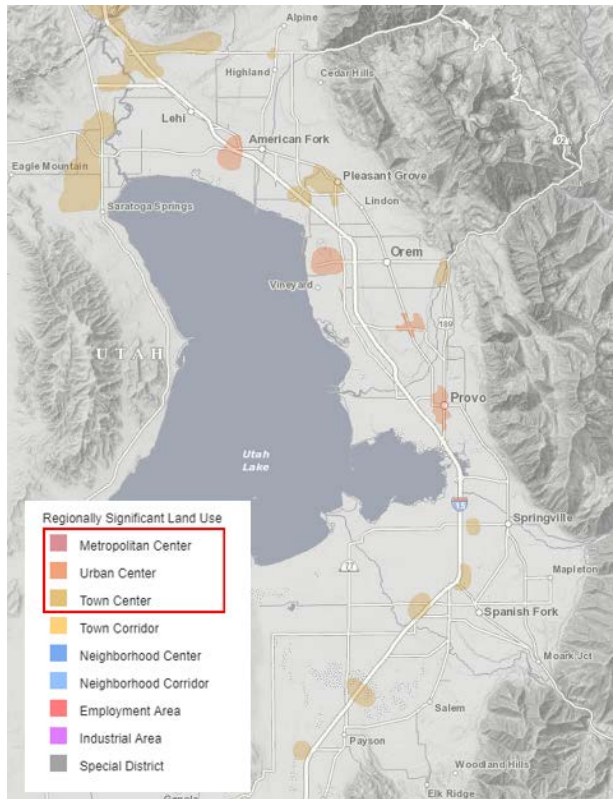 Alpine
Highland
Cedar Hills
92
Lehi
American Fork
Eagle Mountain
Pleasant Grove
Saratoga Springs
Lindon
Orem
Vineyard
189
UTAH
Provo
Utah
Lake
15
Springville
77
Mapleton
Spanish Fork
Moark Jct
Salem
Payson
Woodland Hills
Elk Ridge
Regionally Significant Land Use
Metropolitan Center
Urban Center
Town Center
Town Corridor
Neighborhood Center
Neighborhood Corridor
Employment Area
Industrial Area
Special District